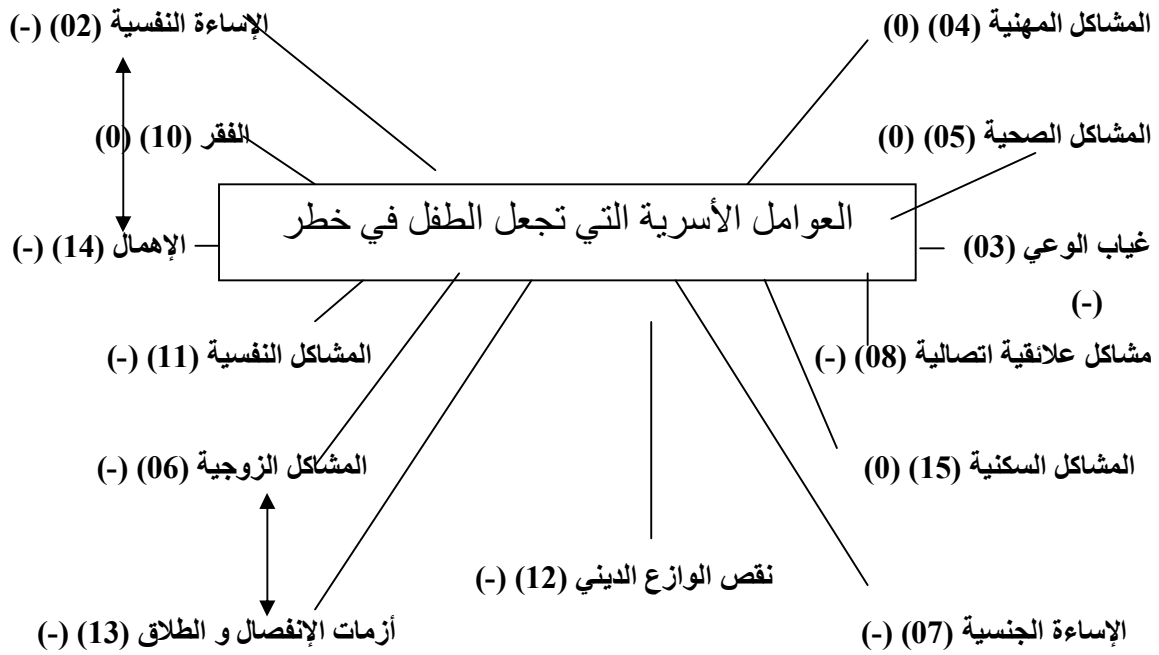 المشاكل المهنية (04) (0)
الإساءة النفسية (02) (-)
المشاكل الصحية (05) (0)
الفقر (10) (0)
العوامل الأسرية التي تجعل الطفل في خطر
غياب الوعي (03)
(-)
الإهمال (14) (-)
مشاكل علائقية اتصالية (08) (-)
المشاكل النفسية (11) (-)
المشاكل السكنية (15) (0)
المشاكل الزوجية (06) (-)
نقص الوازع الديني (12) (-)
الإساءة الجنسية (07) (-)
أزمات الإنفصال و الطلاق (13) (-)